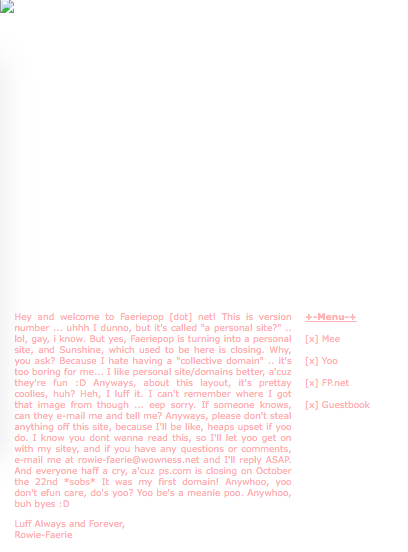 Hey and welcome to Faeriepop [dot] net! This is version
number ... uhhh I dunno, but it's called "a personal site?" ..
lol, gay, i know. But yes, Faeriepop is turning into a personal
site, and Sunshine, which used to be here is closing. Why,
you ask? Because I hate having a "collective domain" .. it's
too boring for me... I like personal site/domains better, a'cuz
they're fun :D Anyways, about this layout, it's prettay
coolies, huh? Heh, I luff it. I can't remember where I got
that image from though ... eep sorry. If someone knows,
can they e-mail me and tell me? Anyways, please don't steal
anything off this site, because I'll be like, heaps upset if yoo
do. I know you dont wanna read this, so I'll let yoo get on
with my sitey, and if you have any questions or comments,
e-mail me at rowie-faerie@wowness.net and I'll reply ASAP.
And everyone haff a cry, a'cuz ps.com is closing on October
the 22nd *sobs* It was my first domain! Anywhoo, yoo
don't efun care, do's yoo? Yoo be's a meanie poo. Anywhoo,
buh byes :D
Luff Always and Forever,
Rowie-Faerie
+-Menu-+
[x] Mee
[x] Yoo
[x] FP.net
[x] Guestbook